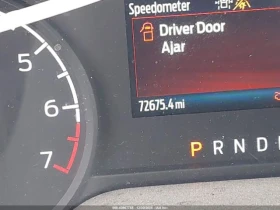 Speedometer
Driver Door
Ajar
5
6
7
72675.4 mi
P R N D